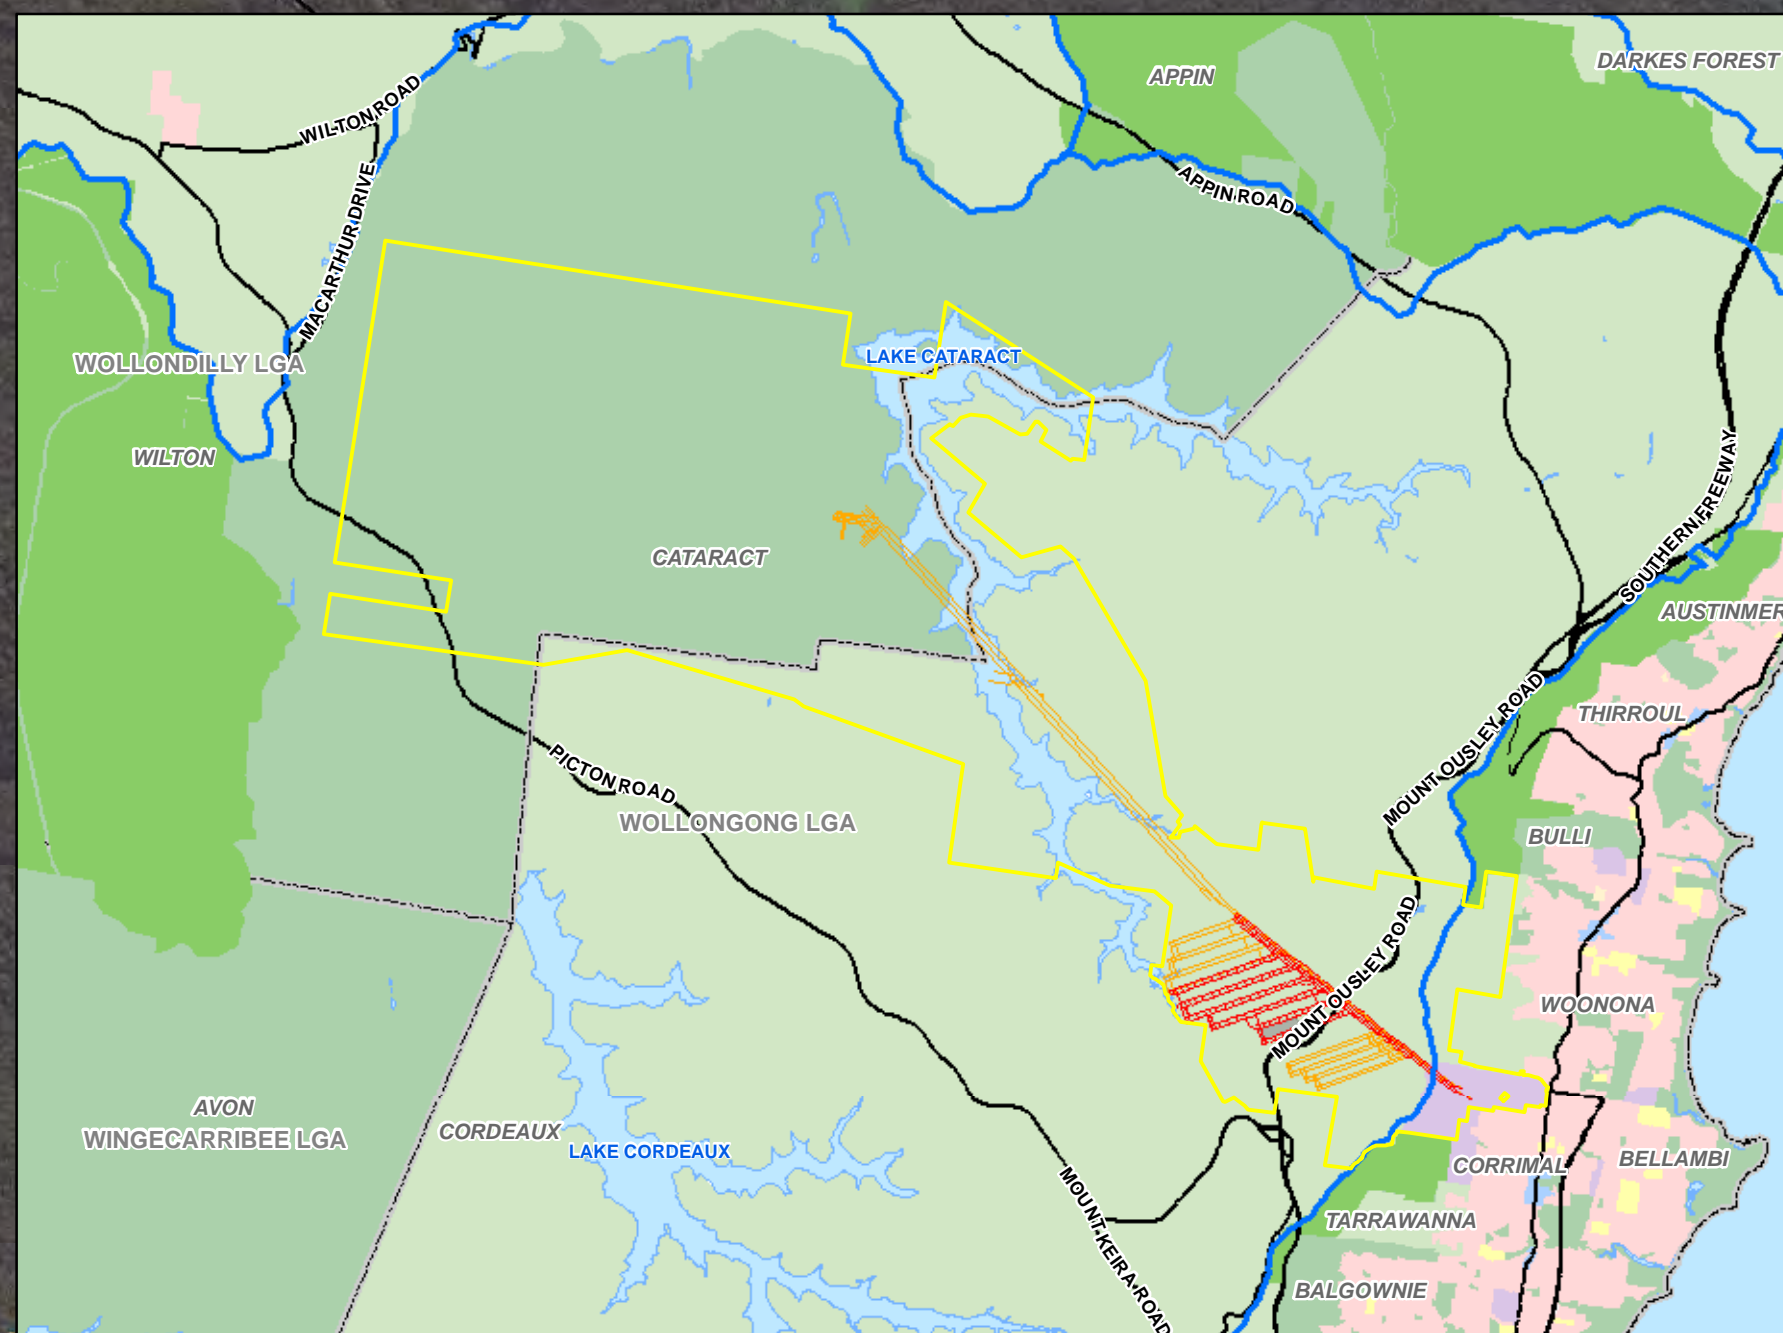 DARKES FOREST
APPIN
WILTON ROAD
APPIN ROAD
MACARTHUR DRIVE
LAKE CATARACT
WOLLONDILLY LGA
WILTON
CATARACT
SOUTHERN FREEWAY
AUSTINMER
THIRROUL
MOUNT OUSLEY ROAD
PICTON ROAD
WOLLONGONG LGA
BULLI
MOUNT OUSLEY ROAD
WOONONA
AVON
WINGECARRIBEE LGA
CORDEAUX
LAKE CORDEAUX
CORRIMAL
BELLAMBI
MOUNT KEIRA ROAD
TARRAWANNA
BALGOWNIE